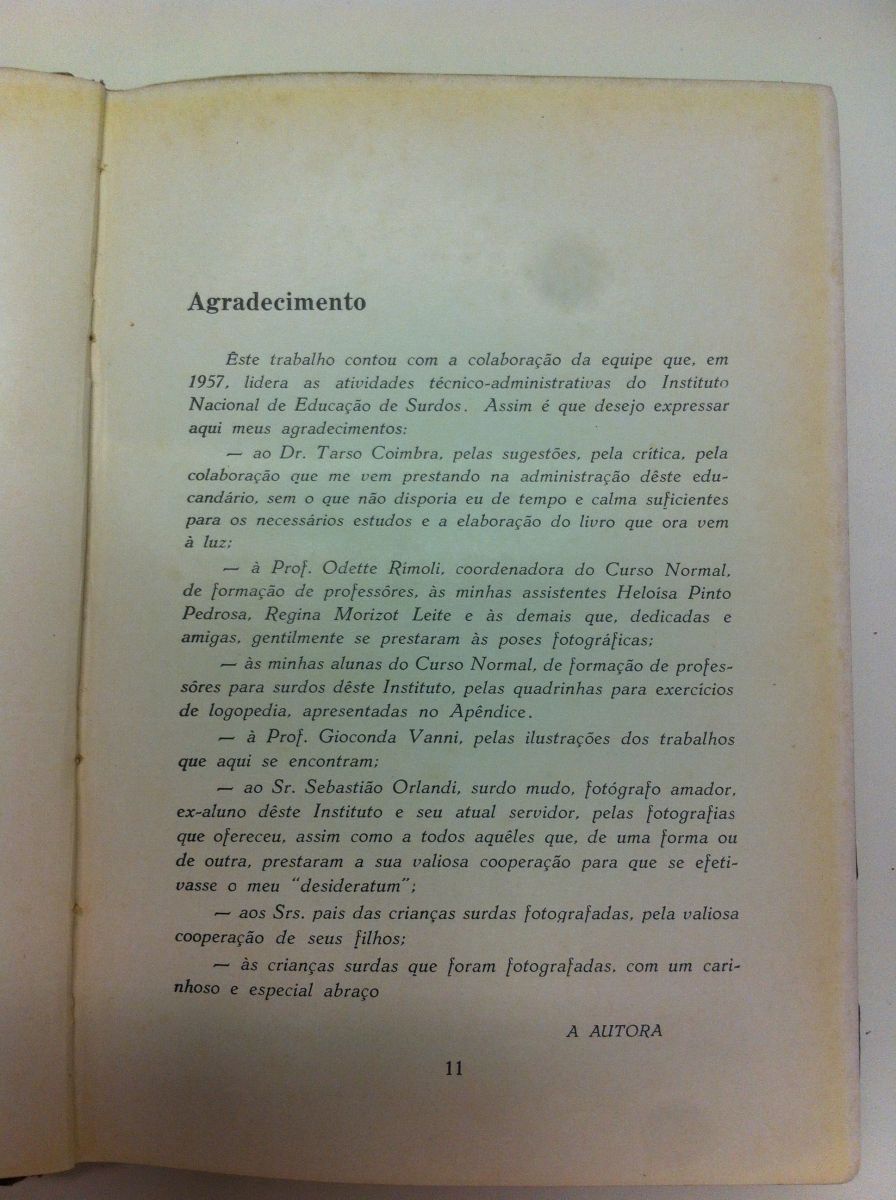 Agradecimento
Êste trabalho contou com a colaboração da equipe que, em
1957, lidera as atividades técnico-administrativas do Instituto
Nacional de Educação de Surdos. Assim é que desejo expressar
aqui meus agradecimentos:
— ao Dr. Tarso Coimbra, pelas sugestões, pela crítica, pela
colaboração que me vem prestando na administração dêste edu-
candário, sem o que não disporia eu de tempo e calma suficientes
para os necessários estudos e a elaboração do livro que ora vem
à luz;
— à Prof. Odette Rímoli, coordenadora do Curso Normal,
de formação de professôres, às minhas assistentes Heloisa Pinto
Pedrosa, Regina Morizot Leite e às demais que, dedicadas e
amigas, gentilmente se prestaram às poses fotográficas;
— às minhas alunas do Curso Normal, de formação de profes-
sôres para surdos dêste Instituto, pelas quadrinhas para exercícios
de logopedia, apresentadas no Apêndice.
— à Prof. Gioconda Vanni, pelas ilustrações dos trabalhos
que aqui se encontram;
— ao Sr. Sebastião Orlandi, surdo mudo, fotógrafo amador,
ex-aluno dêste Instituto e seu atual servidor, pelas fotografias
que ofereceu, assim como a todos aquêles que, de uma forma ou
de outra, prestaram a sua valiosa cooperação para que se efeti-
vasse o meu "desideratum";
— aos Srs. pais das crianças surdas fotografadas, pela valiosa
cooperação de seus filhos;
— às crianças surdas que foram fotografadas, com um cari-
nhoso e especial abraço
A AUTORA
11